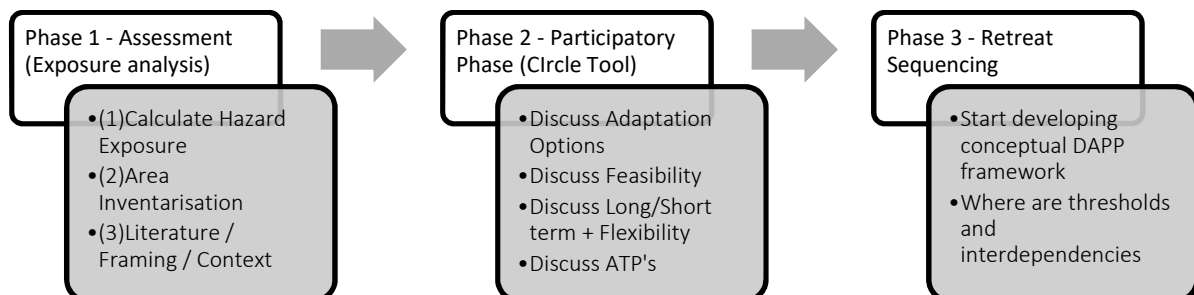 Phase 1 - Assessment
(Exposure analysis)
•(1)Calculate Hazard
Exposure
•(2)Area
Inventarisation
•(3)Literature /
Framing / Context
Phase 2 - Participatory
Phase (CIrcle Tool)
•Discuss Adaptation
Options
•Discuss Feasibility
•Discuss Long/Short
term + Flexibility
•Discuss ATP's
Phase 3 - Retreat
Sequencing
•Start developing
conceptual DAPP
framework
•Where are thresholds
and
interdependencies